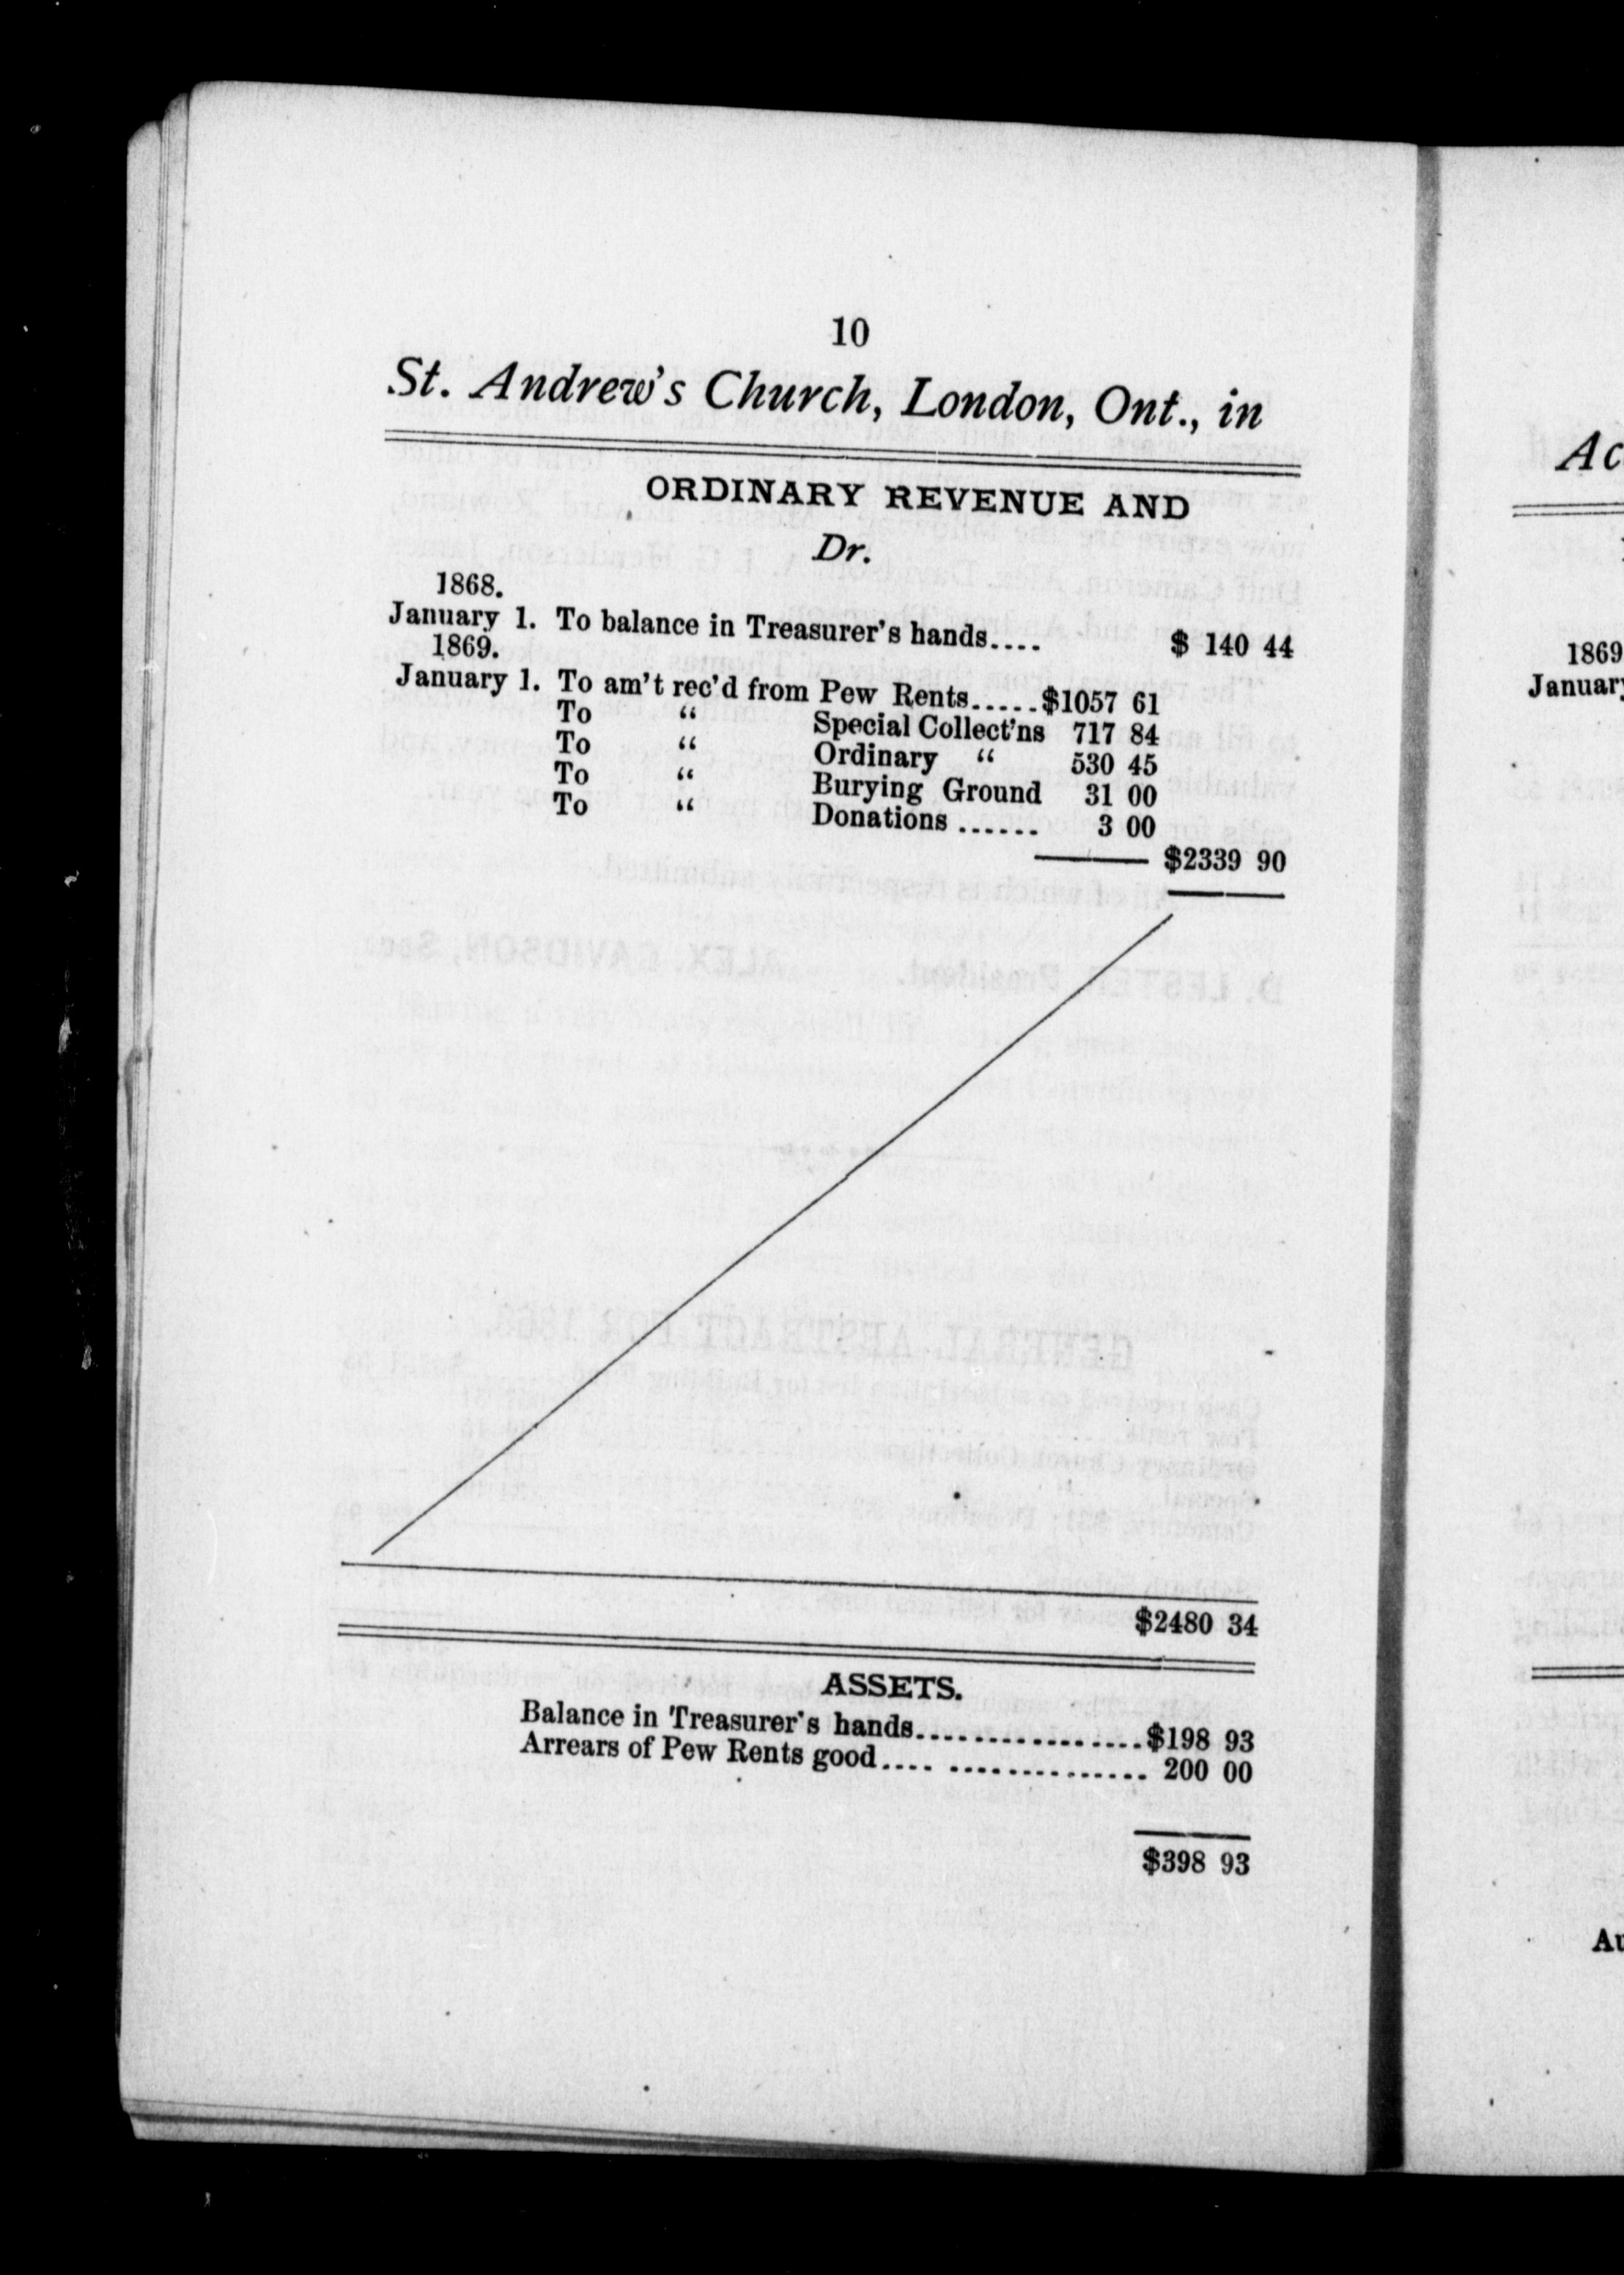 10
St. Andrew's Church, London, Ont., in
ORDINARY REVENUE AND
Dr.
1868.
January 1. To balance in Treasurer's hands.... $ 140 44
1869.
January 1. To am't rec'd from Pew Rents.....$1057 61
To “ Special Collect'ns 717 84
To “ Ordinary “ 530 45
To “ Burying Ground 31 00
To “ Donations ...... 3 00
$2339 90
$2480 34
ASSETS.
Balance in Treasurer's hands................$198 93
Arrears of Pew Rents good.... .............. 200 00
$398 93
Ac
1869
January
Au